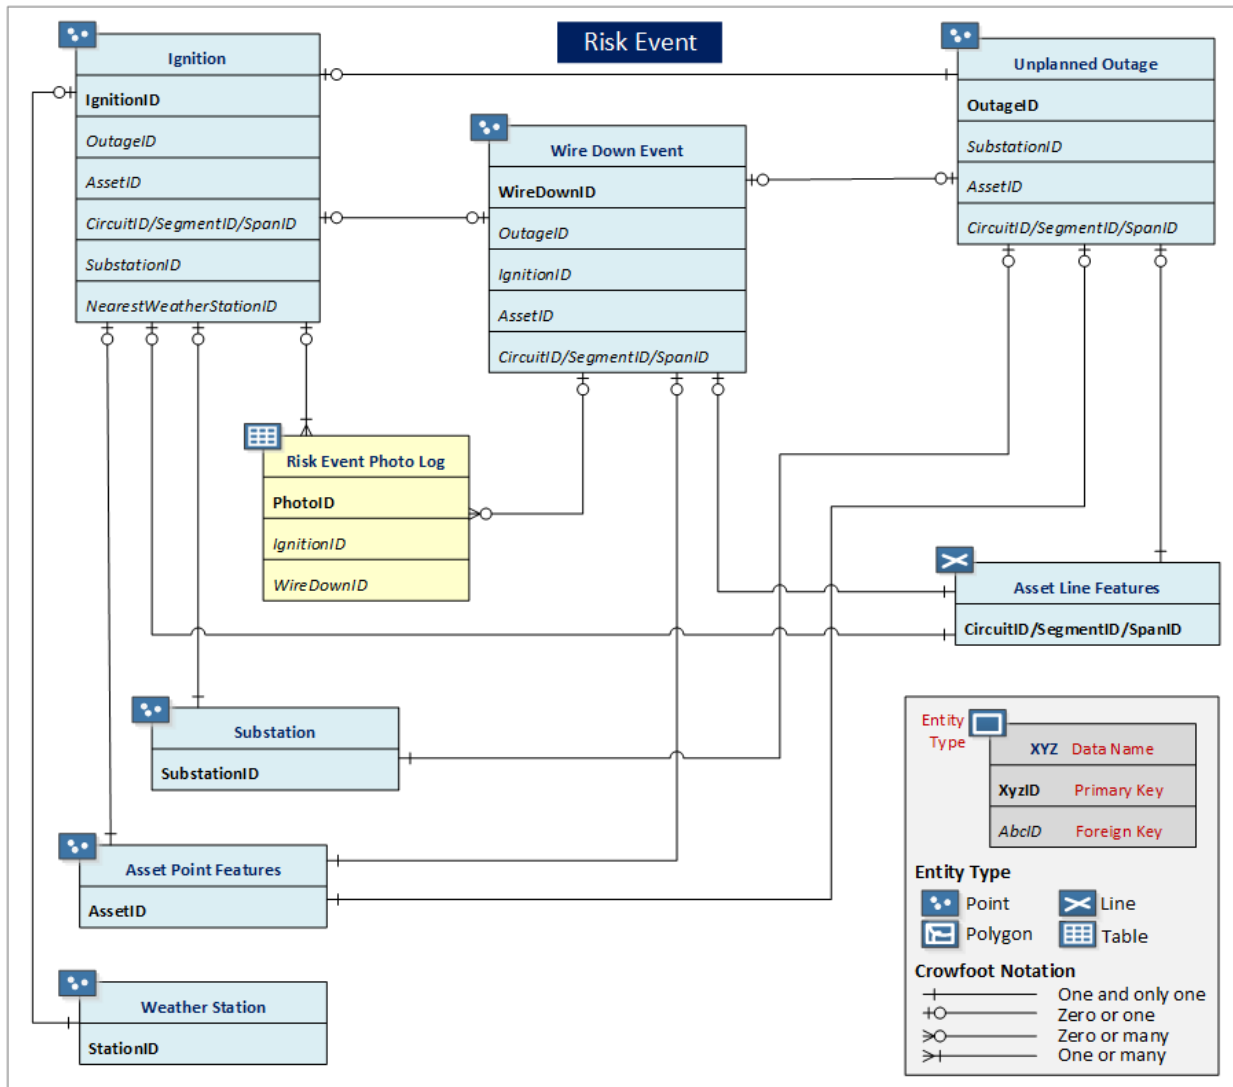 Risk Event
Ignition
IgnitionID
OutageID
AssetID
CircuitID/SegmentID/SpanID
SubstationID
NearestWeatherStationID
Wire Down Event
WireDownID
OutageID
IgnitionID
AssetID
CircuitID/SegmentID/SpanID
Unplanned Outage
OutageID
SubstationID
AssetID
CircuitID/SegmentID/SpanID
Risk Event Photo Log
PhotoID
IgnitionID
WireDownID
Asset Line Features
CircuitID/SegmentID/SpanID
Substation
SubstationID
Asset Point Features
AssetID
Weather Station
StationID
Entity
Type
XYZ Data Name
XyzID Primary Key
AbcID Foreign Key
Entity Type
Point
Line
Polygon
Table
Crowfoot Notation
One and only one
Zero or one
Zero or many
One or many